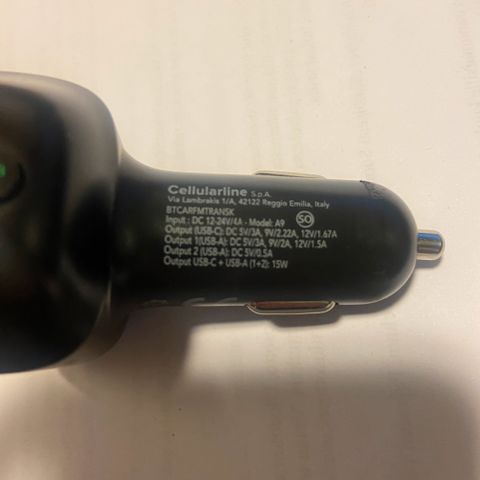 Cellularline S.p.A.
Via Lambrakis 1/A, 42122 Reggio Emilia, Italy
BTCARFMTRANSK
Input : DC 12-24V/4A - Model: A9
SO
Output (USB-C): DC 5V/3A, 9V/2.22A, 12V/1.67A
Output 1(USB-A): DC 5V/3A, 9V/2A, 12V/1.5A
Output 2 (USB-A): DC 5V/0.5A
Output USB-C + USB-A (1+2): 15W